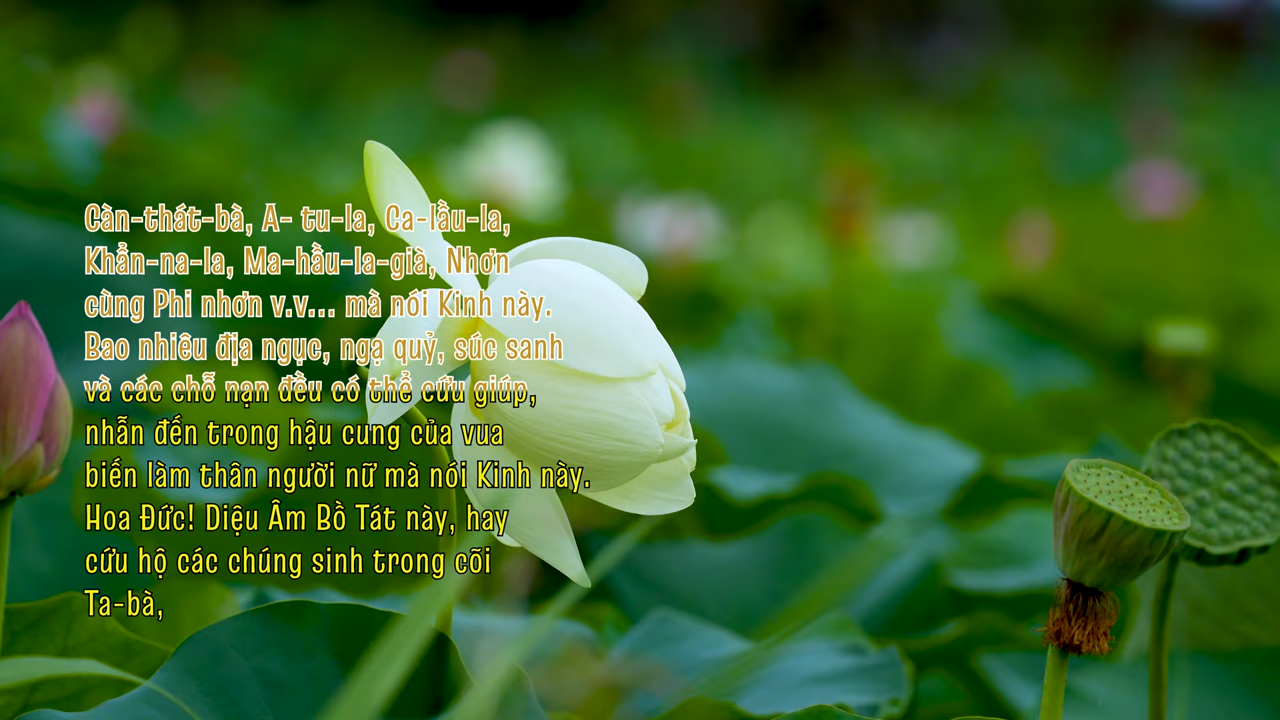 Càn-thát-bà, A- tu-la, Ca-lầu-la,
Khẩn-na-la, Ma-hầu-la-già, Nhơn
cùng Phi nhơn v.v... mà nói Kinh này.
Bao nhiêu địa ngục, ngạ quỷ, súc sanh
và các chỗ nạn đều có thể cứu giúp,
nhẫn đến trong hậu cung của vua
biến làm thân người nữ mà nói Kinh này.
Hoa Đức! Diệu Âm Bồ Tát này, hay
cứu hộ các chúng sinh trong cõi
Ta-bà,